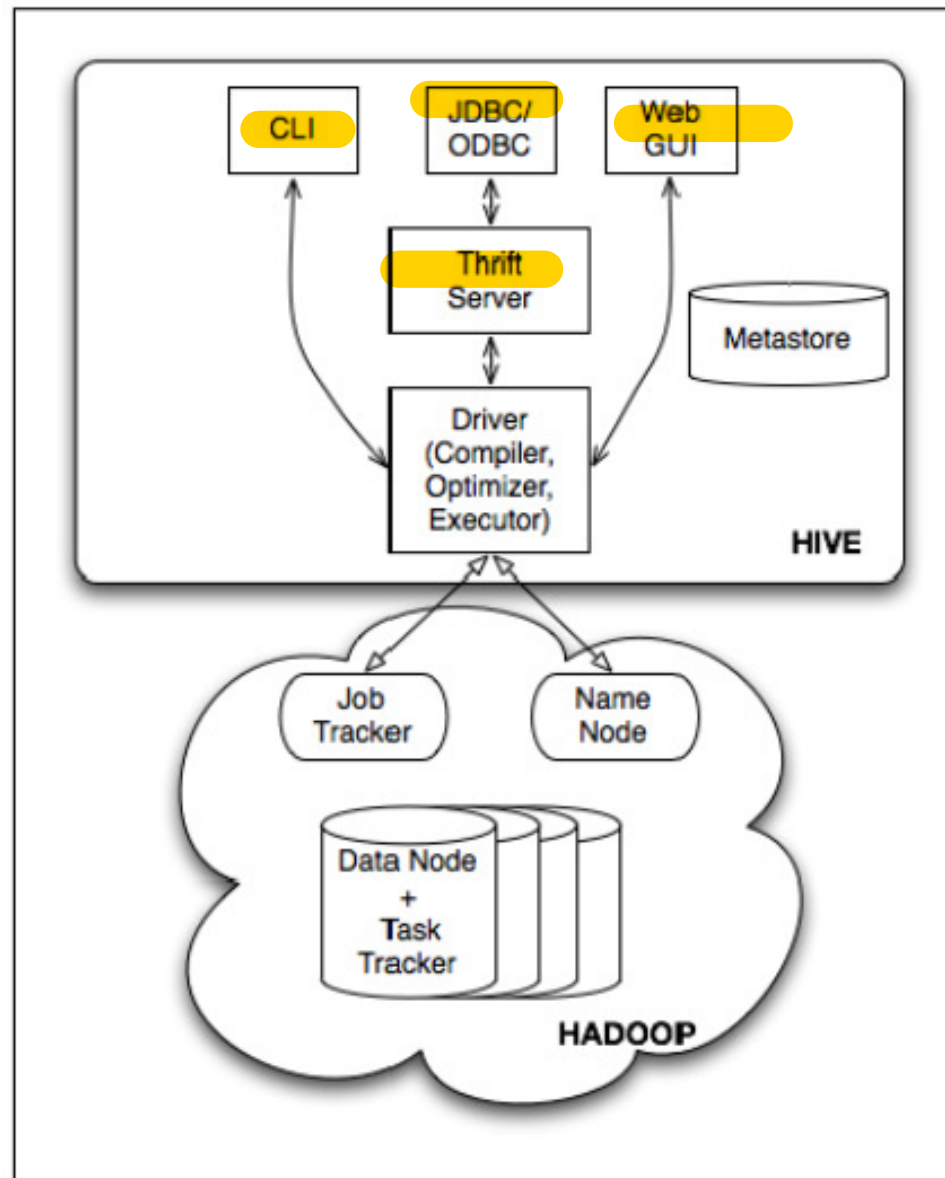 CLI
JDBC/
ODBC
Web
GUI
Thrift
Server
Metastore
Driver
(Compiler,
Optimizer,
Executor)
HIVE
Job
Tracker
Name
Node
Data Node
+
Task
Tracker
HADOOP